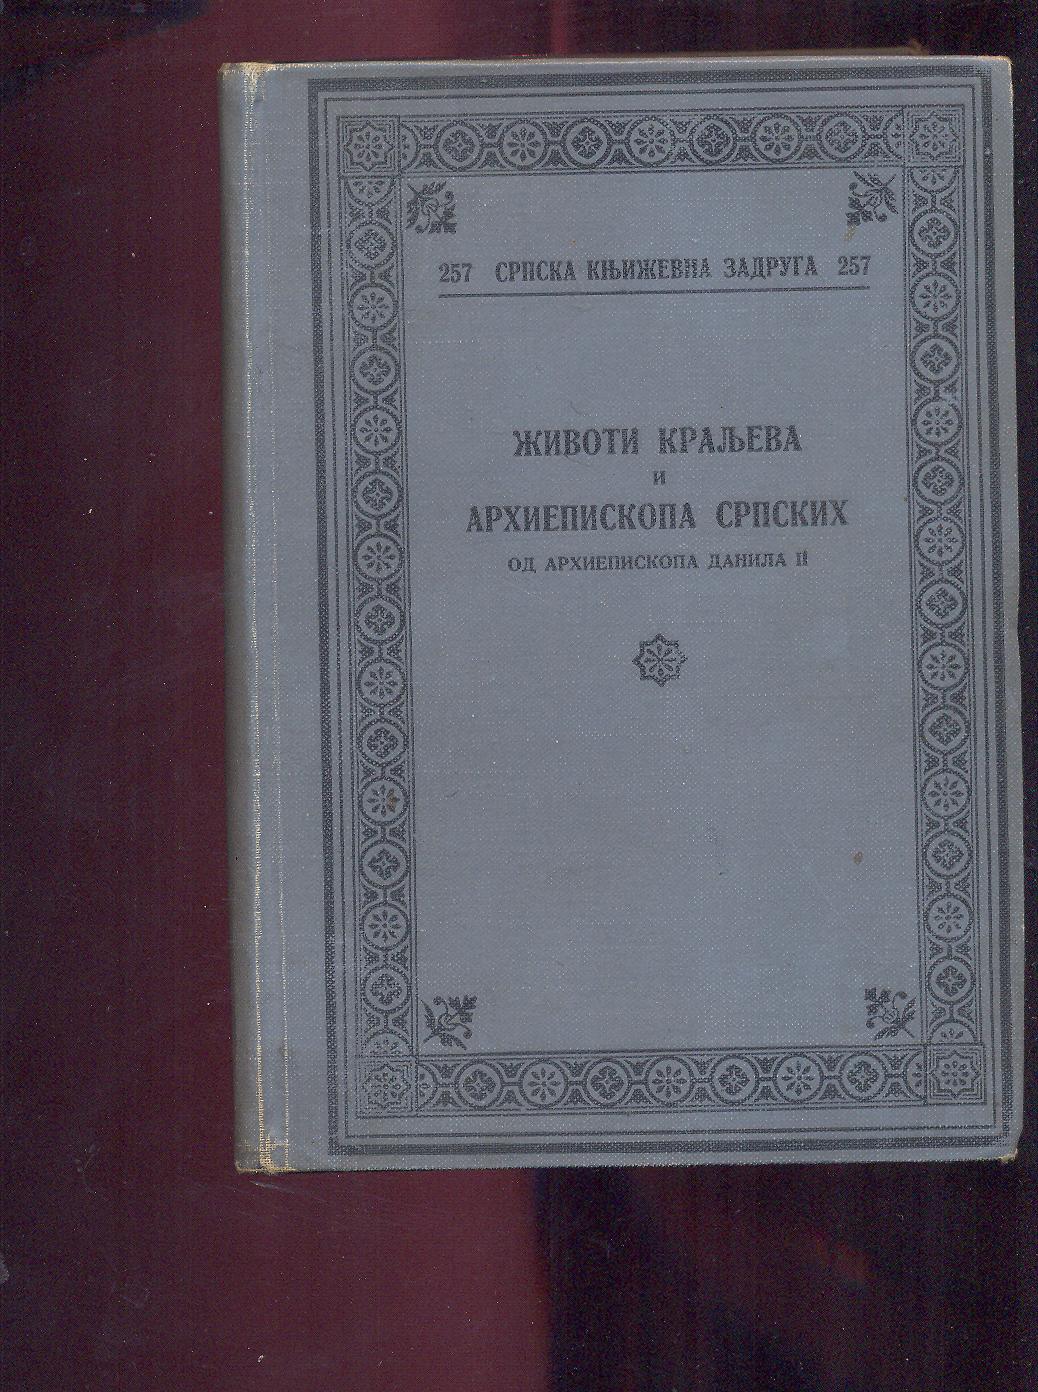 257 СРПСКА КЊИЖЕВНА ЗАДРУГА 257
ЖИВОТИ КРАЉЕВА
И
АРХИЕПИСКОПА СРПСКИХ
ОД АРХИЕПИСКОПА ДАНИЛА II